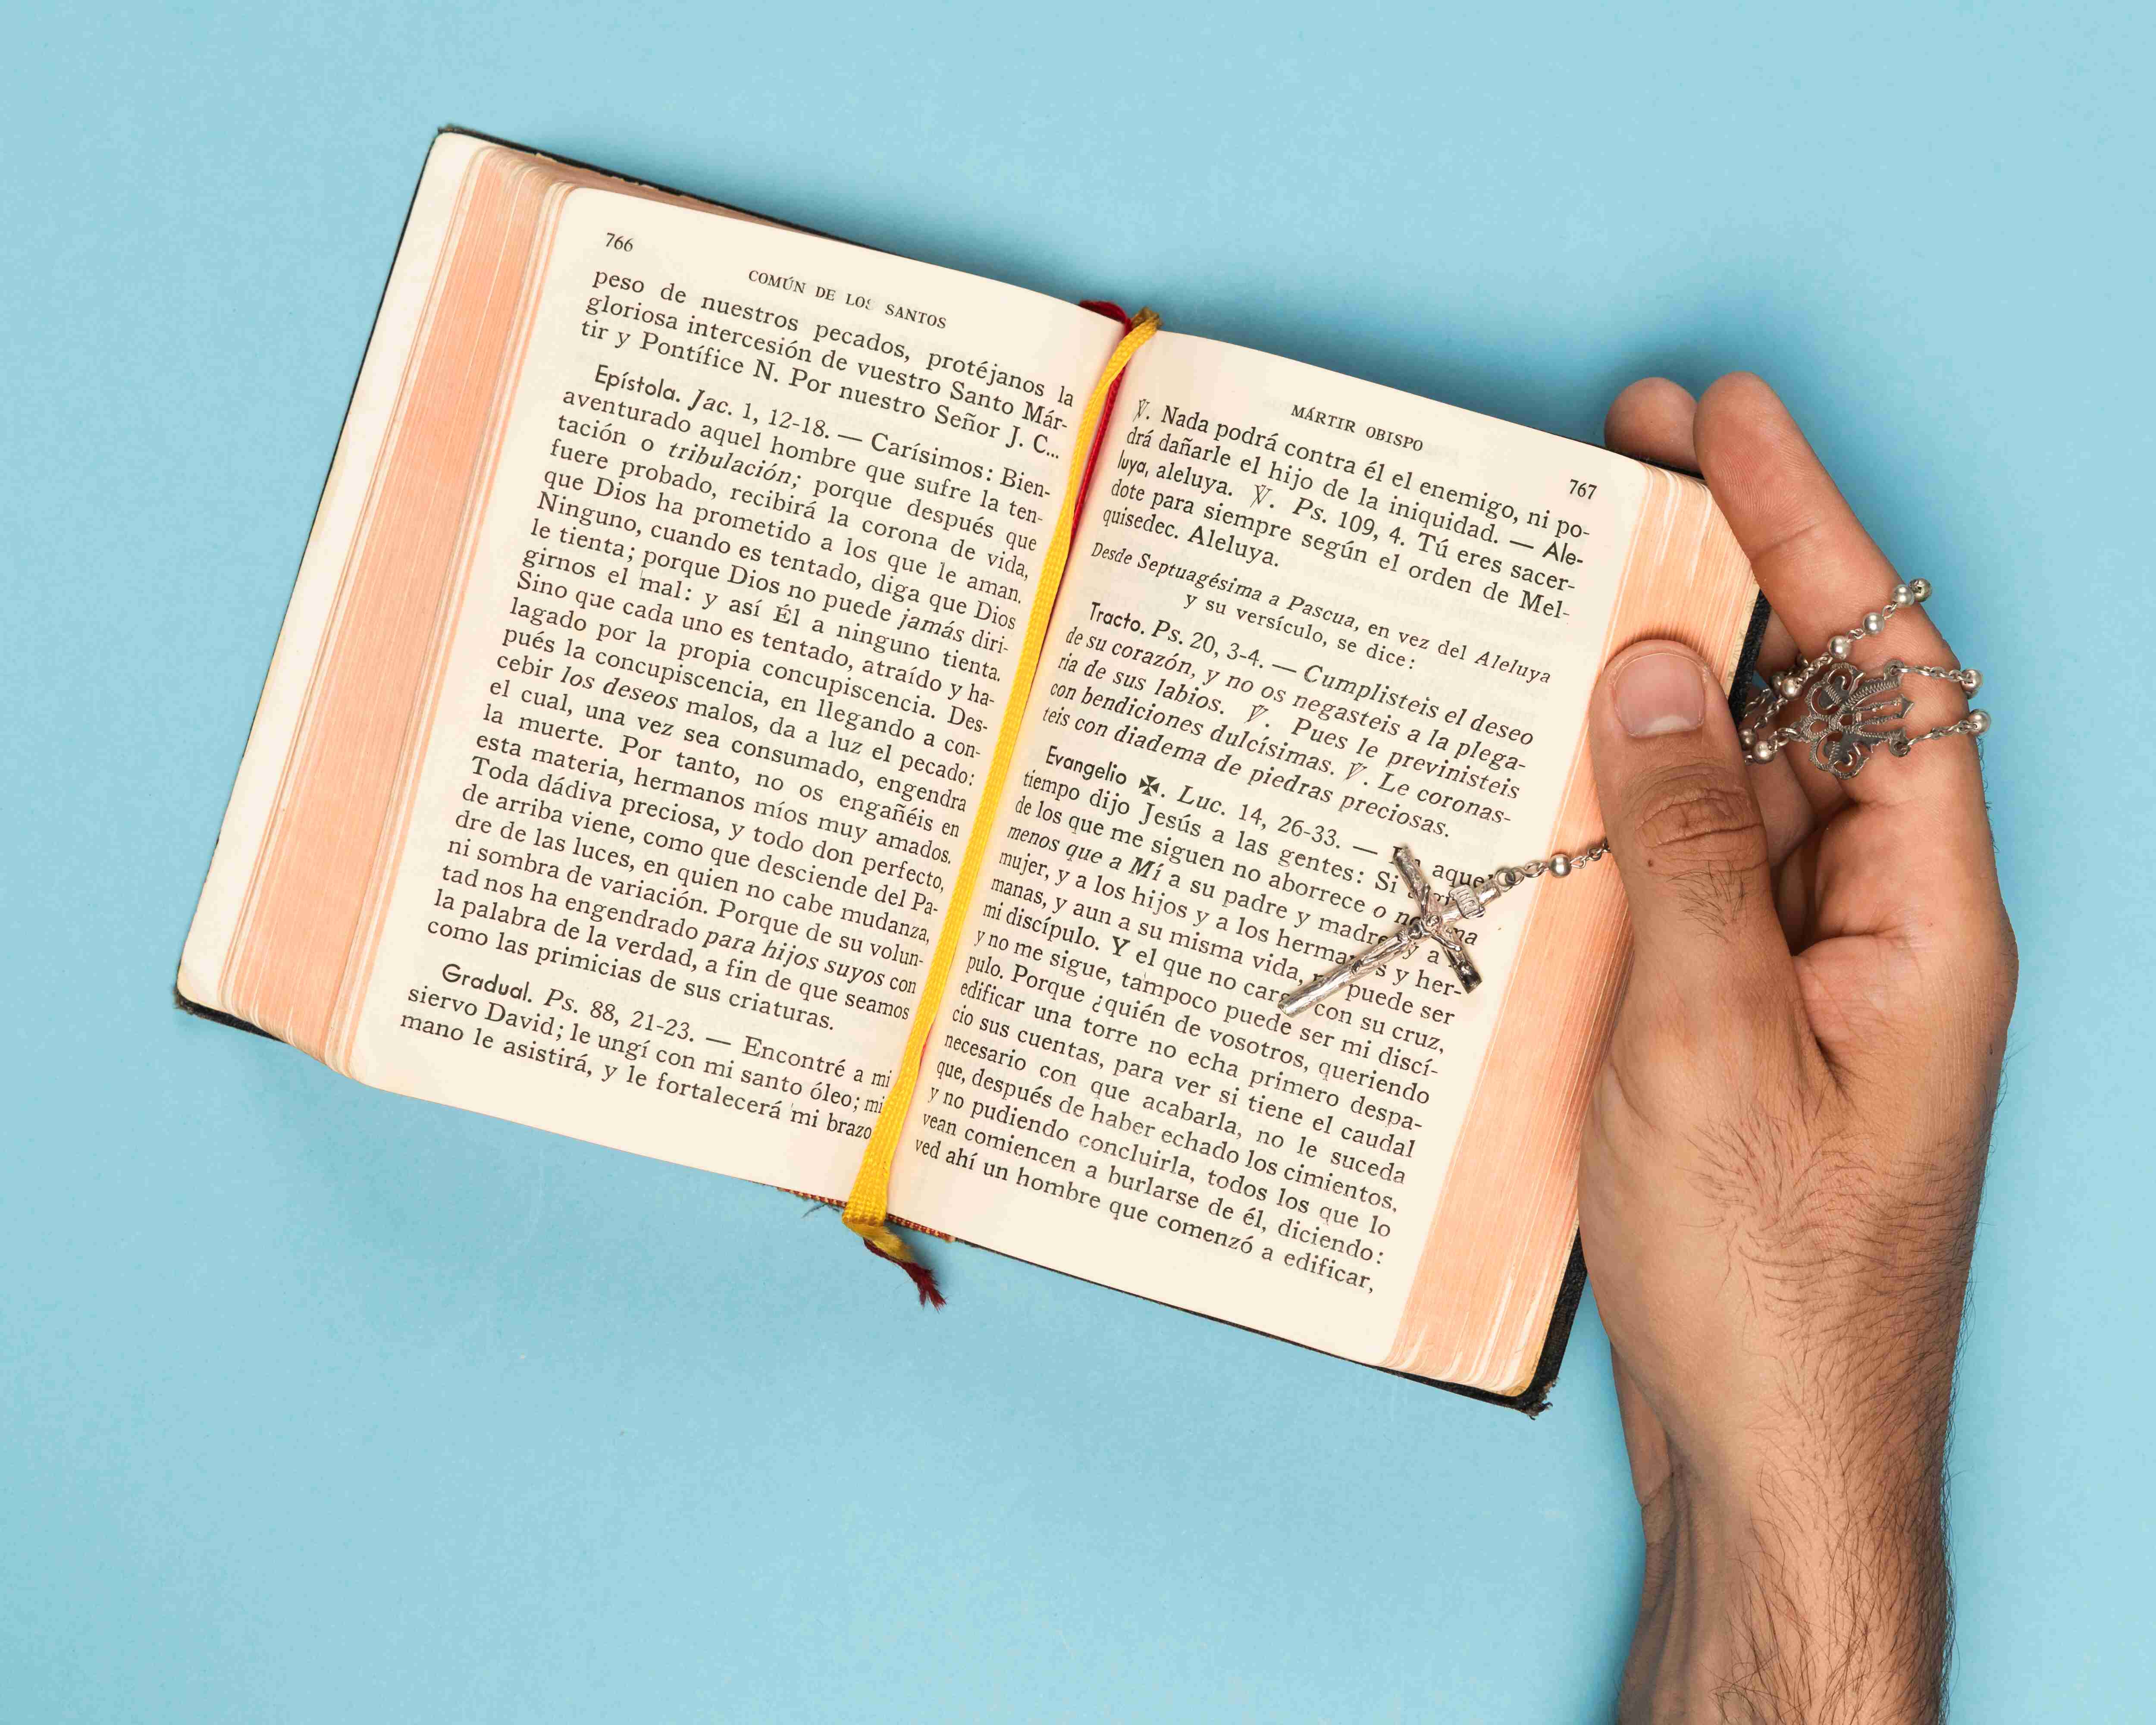 766
COMÚN DE LOS SANTOS
peso de nuestros pecados, protéjanos la
gloriosa intercesión de vuestro Santo Már-
tir y Pontífice N. Por nuestro Señor J. C...
Epístola. Jac. 1, 12-18. — Carísimos: Bien-
aventurado aquel hombre que sufre la ten-
tación o tribulación; porque después que
fuere probado, recibirá la corona de vida,
que Dios ha prometido a los que le aman.
Ninguno, cuando es tentado, diga que Dios
le tienta; porque Dios no puede jamás diri-
girnos el mal: y así Él a ninguno tienta.
Sino que cada uno es tentado, atraído y ha-
lagado por la propia concupiscencia. Des-
pués la concupiscencia, en llegando a con-
cebir los deseos malos, da a luz el pecado:
el cual, una vez sea consumado, engendra
la muerte. Por tanto, no os engañéis en
esta materia, hermanos míos muy amados.
Toda dádiva preciosa, y todo don perfecto,
de arriba viene, como que desciende del Pa-
dre de las luces, en quien no cabe mudanza,
ni sombra de variación. Porque de su volun-
tad nos ha engendrado para hijos suyos con
la palabra de la verdad, a fin de que seamos
como las primicias de sus criaturas.
Gradual. Ps. 88, 21-23. — Encontré a mi
siervo David; le ungí con mi santo óleo; mi
mano le asistirá, y le fortalecerá mi brazo
MÁRTIR OBISPO
767
℣. Nada podrá contra él el enemigo, ni po-
drá dañarle el hijo de la iniquidad. — Ale-
luya, aleluya. ℣. Ps. 109, 4. Tú eres sacer-
dote para siempre según el orden de Mel-
quisedec. Aleluya.
Desde Septuagésima a Pascua, en vez del Aleluya
y su versículo, se dice:
Tracto. Ps. 20, 3-4. — Cumplisteis el deseo
de su corazón, y no os negasteis a la plega-
ria de sus labios. ℣. Pues le previnisteis
con bendiciones dulcísimas. ℣. Le coronas-
teis con diadema de piedras preciosas.
Evangelio ✠. Luc. 14, 26-33. —
tiempo dijo Jesús a las gentes: Si
de los que me siguen no aborrece o
menos que a Mí a su padre y madre, y a
mujer, y a los hijos y a los hermanos y her-
manas, y aun a su misma vida, puede ser
mi discípulo. Y el que no carga con su cruz,
y no me sigue, tampoco puede ser mi discí-
pulo. Porque ¿quién de vosotros, queriendo
edificar una torre no echa primero despa-
cio sus cuentas, para ver si tiene el caudal
necesario con que acabarla, no le suceda
que, después de haber echado los cimientos,
y no pudiendo concluirla, todos los que lo
vean comiencen a burlarse de él, diciendo:
ved ahí un hombre que comenzó a edificar,